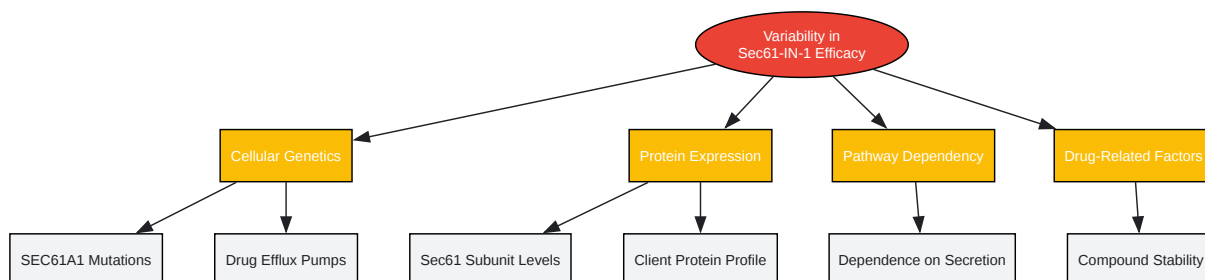 Variability in
Sec61-IN-1 Efficacy
Cellular Genetics
Protein Expression
Pathway Dependency
Drug-Related Factors
SEC61A1 Mutations
Drug Efflux Pumps
Sec61 Subunit Levels
Client Protein Profile
Dependence on Secretion
Compound Stability